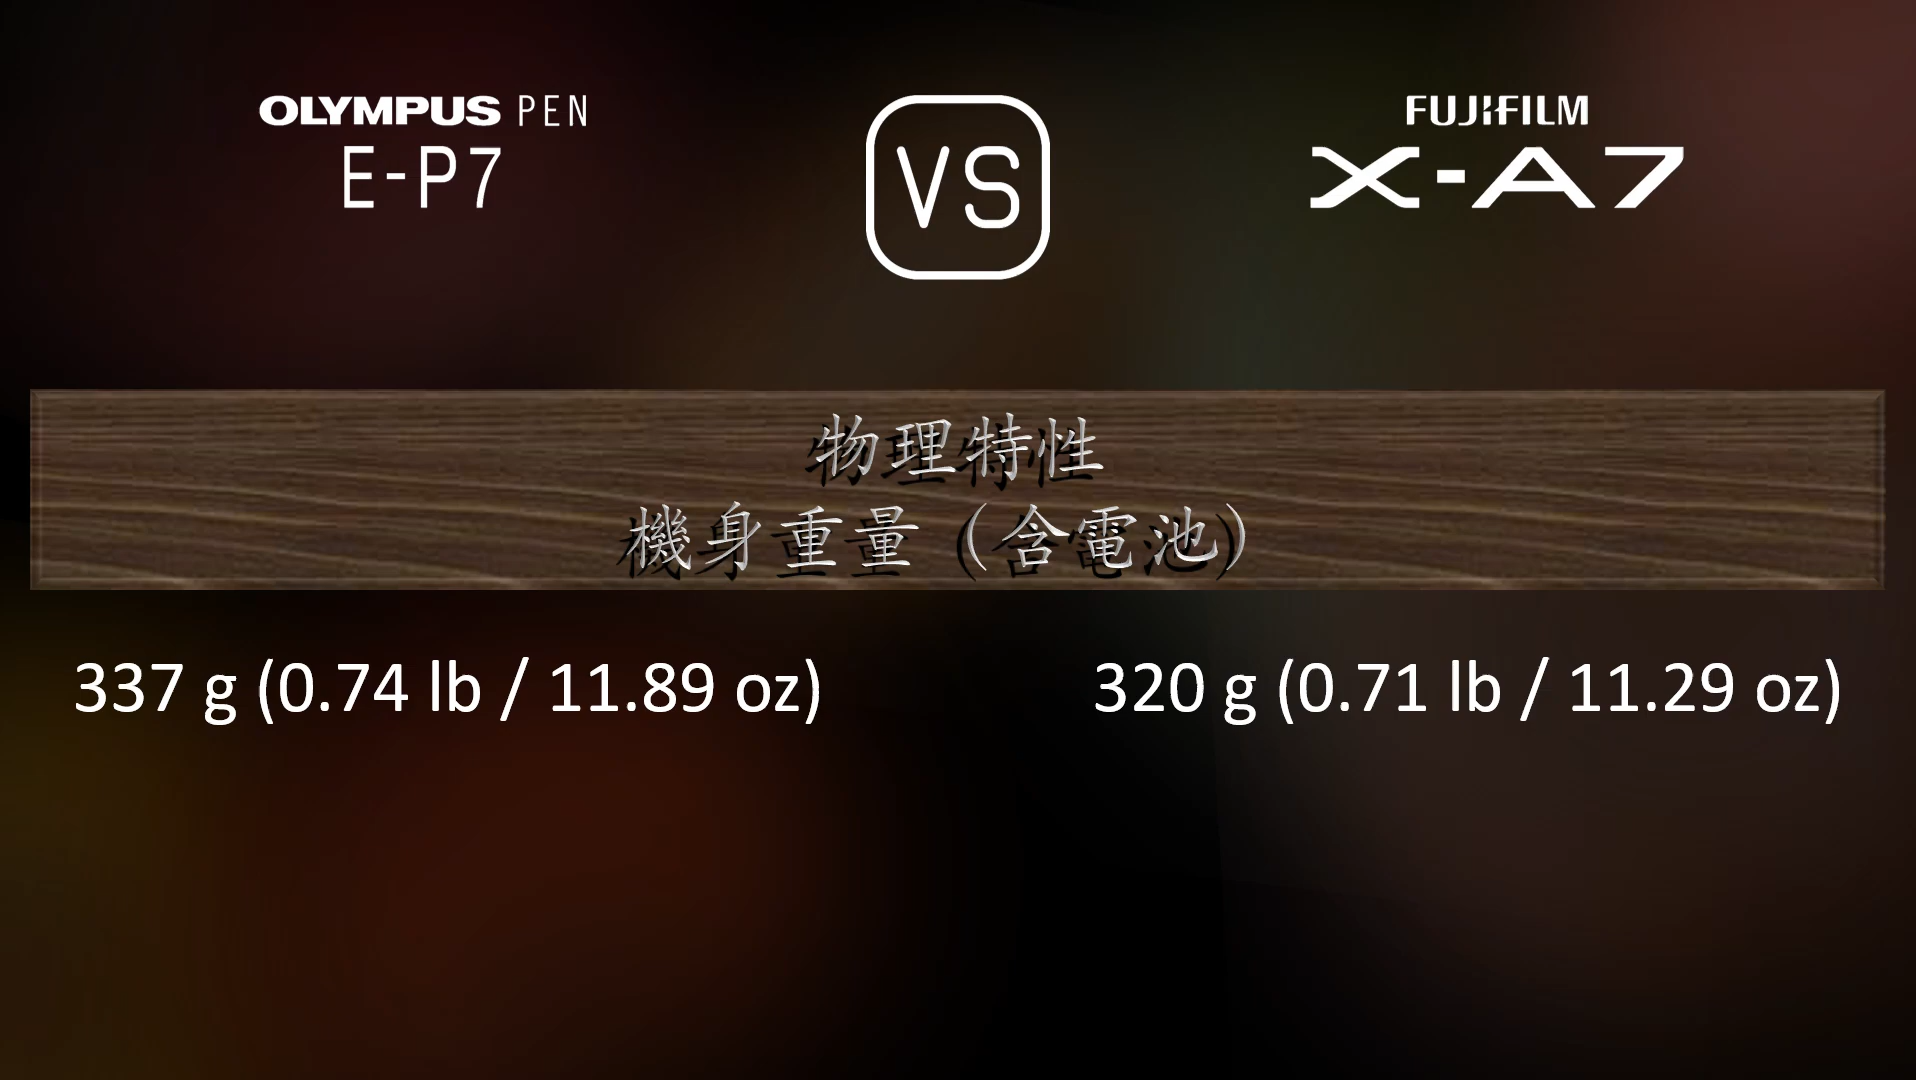 OLYMPUS PEN
E-P7
VS
FUJIFILM
X-A7
物理特性
機身重量（含電池）
337 g (0.74 lb / 11.89 oz)
320 g (0.71 lb / 11.29 oz)